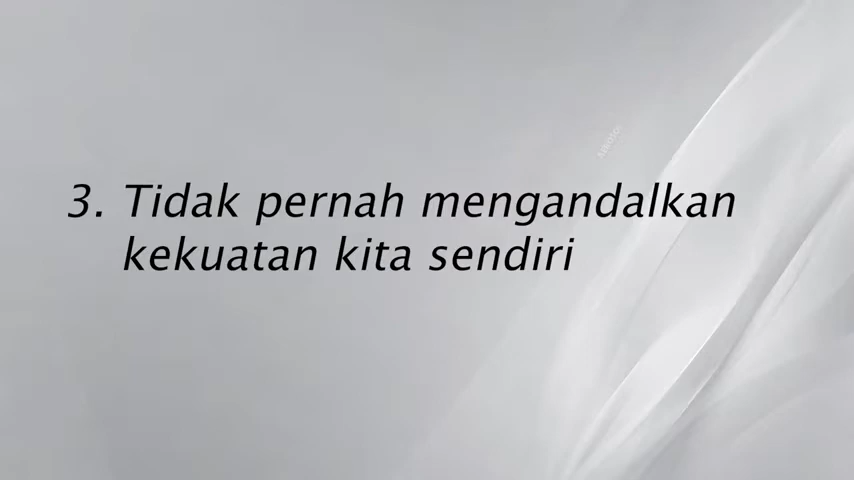 3. Tidak pernah mengandalkan
kekuatan kita sendiri